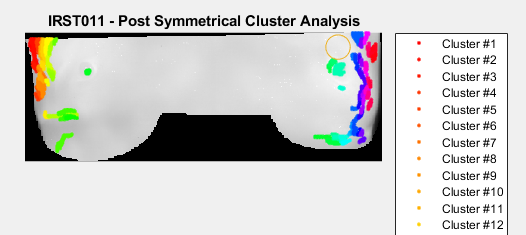 IRST011 - Post Symmetrical Cluster Analysis
Cluster #1
Cluster #2
Cluster #3
Cluster #4
Cluster #5
Cluster #6
Cluster #7
Cluster #8
Cluster #9
Cluster #10
Cluster #11
Cluster #12